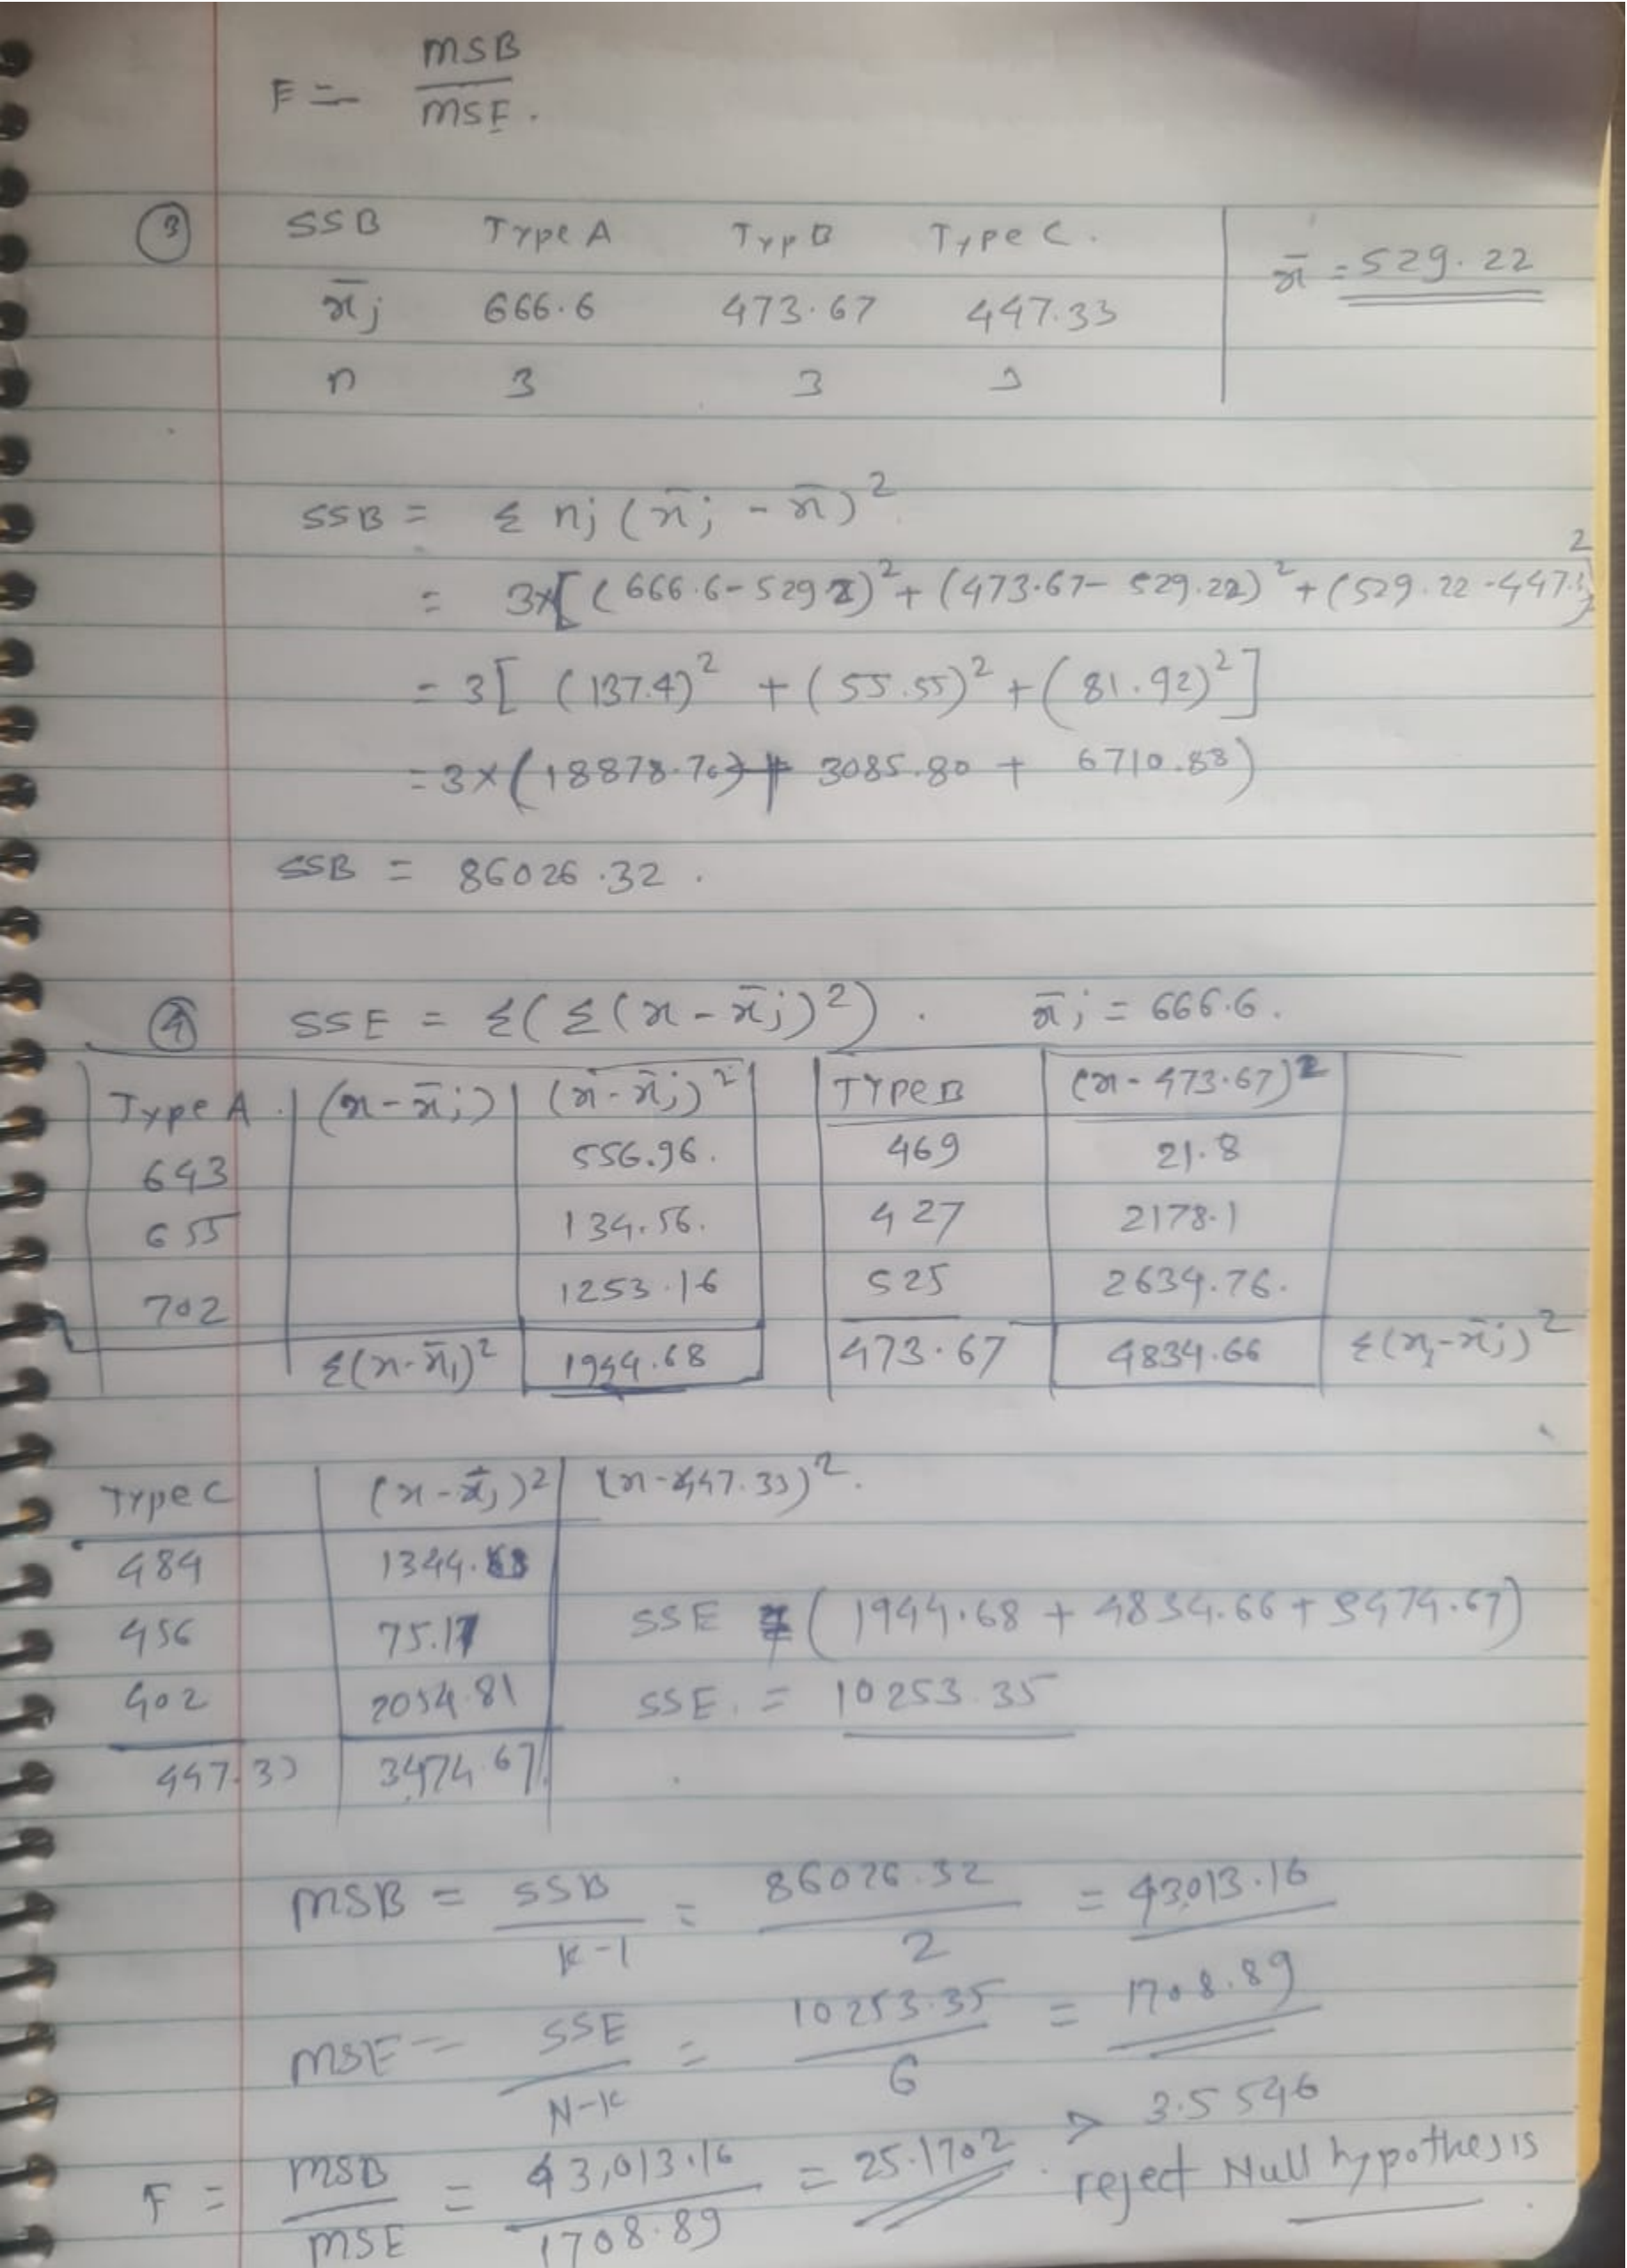 F = MSB / MSE.
③ SSB Type A Typ B Type C. x̄ = 529.22
x̄j 666.6 473.67 447.33
n 3 3 3
SSB = Σ nj (x̄j - x̄)²
= 3×[(666.6-529.2)² + (473.67-529.22)² + (529.22-447.3)²
= 3[(137.4)² + (55.55)² + (81.92)²]
= 3×(18878.76 + 3085.80 + 6710.88)
SSB = 86026.32.
④ SSE = Σ(Σ(x-x̄j)²). x̄j = 666.6.
Type A. (x-x̄j) (x-x̄j)² TYPE B (x-473.67)²
643 556.96. 469 21.8
655 134.56. 427 2178.1
702 1253.16 525 2634.76.
Σ(x-x̄1)² 1944.68 473.67 4834.66 Σ(x-x̄j)²
Type C (x-x̄j)² (x-447.33)².
484 1344.68
456 75.17 SSE = (1944.68 + 4834.66 + 3474.67)
402 2054.81 SSE. = 10253.35
447.33 3474.67
MSB = SSB / K-1 = 86026.32 / 2 = 43,013.16
MSE = SSE / N-K = 10253.35 / 6 = 1708.89
F = MSB / MSE = 43,013.16 / 1708.89 = 25.1702 > 3.5546
reject Null hypothesis